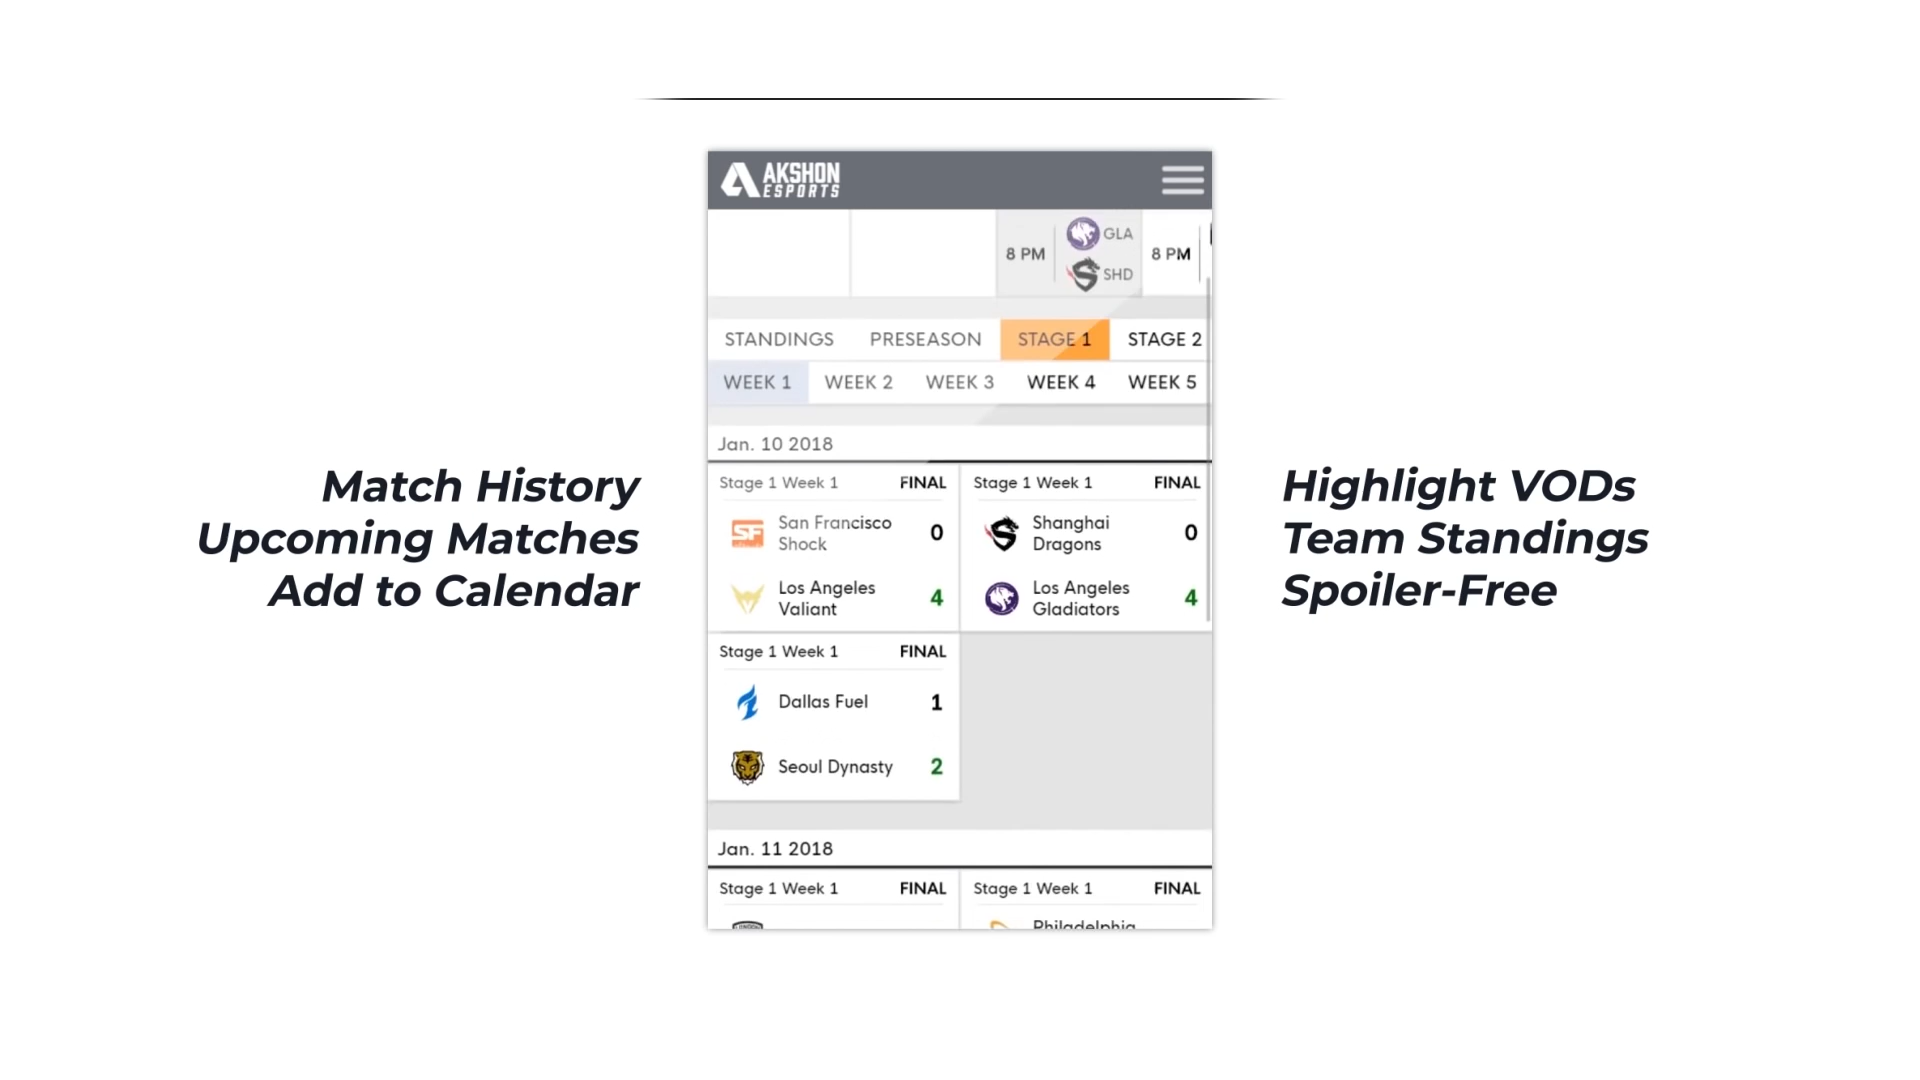 AKSHON
ESPORTS
8 PM
GLA
SHD
8 PM
STANDINGS PRESEASON STAGE 1 STAGE 2
WEEK 1 WEEK 2 WEEK 3 WEEK 4 WEEK 5
Jan. 10 2018
Stage 1 Week 1 FINAL
San Francisco
Shock
0
Los Angeles
Valiant
4
Stage 1 Week 1 FINAL
Shanghai
Dragons
0
Los Angeles
Gladiators
4
Stage 1 Week 1 FINAL
Dallas Fuel 1
Seoul Dynasty 2
Jan. 11 2018
Stage 1 Week 1 FINAL
Stage 1 Week 1 FINAL
Philadelphia
Match History
Upcoming Matches
Add to Calendar
Highlight VODs
Team Standings
Spoiler-Free